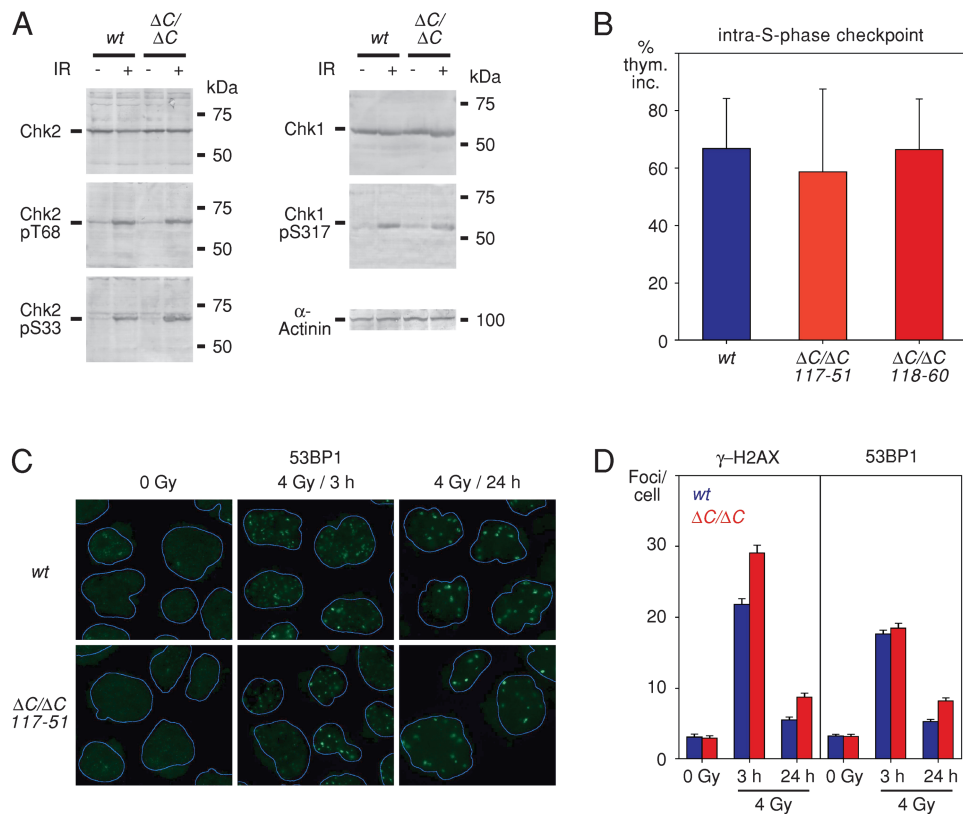 A
wt
ΔC/
ΔC
IR
- + - +
kDa
Chk2
75
50
Chk2
pT68
75
50
Chk2
pS33
75
50
wt
ΔC/
ΔC
IR
- + - +
kDa
Chk1
75
50
Chk1
pS317
75
50
α-
Actinin
100
B
intra-S-phase checkpoint
%
thym.
inc.
80
60
40
20
0
wt
ΔC/ΔC
117-51
ΔC/ΔC
118-60
C
53BP1
0 Gy
4 Gy / 3 h
4 Gy / 24 h
wt
ΔC/ΔC
117-51
D
γ–H2AX
53BP1
Foci/
cell
wt
ΔC/ΔC
30
20
10
0
0 Gy 3 h 24 h 0 Gy 3 h 24 h
4 Gy 4 Gy